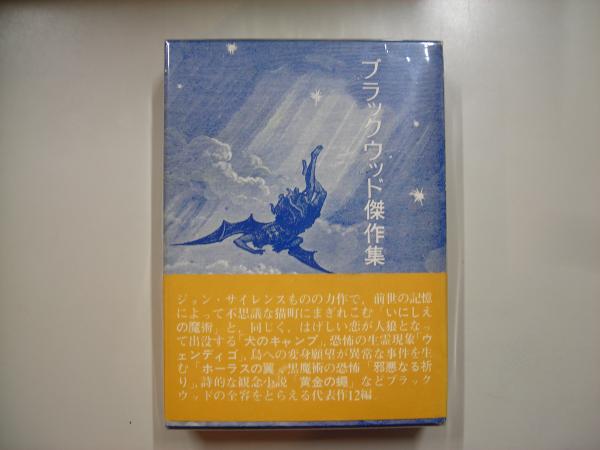 ブラックウッド傑作集
ジョン・サイレンスものの力作で，前世の記憶
によって不思議な猫町にまぎれこむ「いにしえ
の魔術」と，同じく，はげしい恋が人狼となっ
て出没する「犬のキャンプ」，恐怖の生霊現象「ウ
ェンディゴ」，鳥への変身願望が異常な事件を生
む「ホーラスの翼」，黒魔術の恐怖「邪悪なる祈
り」，詩的な観念小説「黄金の蠅」などブラック
ウッドの全容をとらえる代表作12編